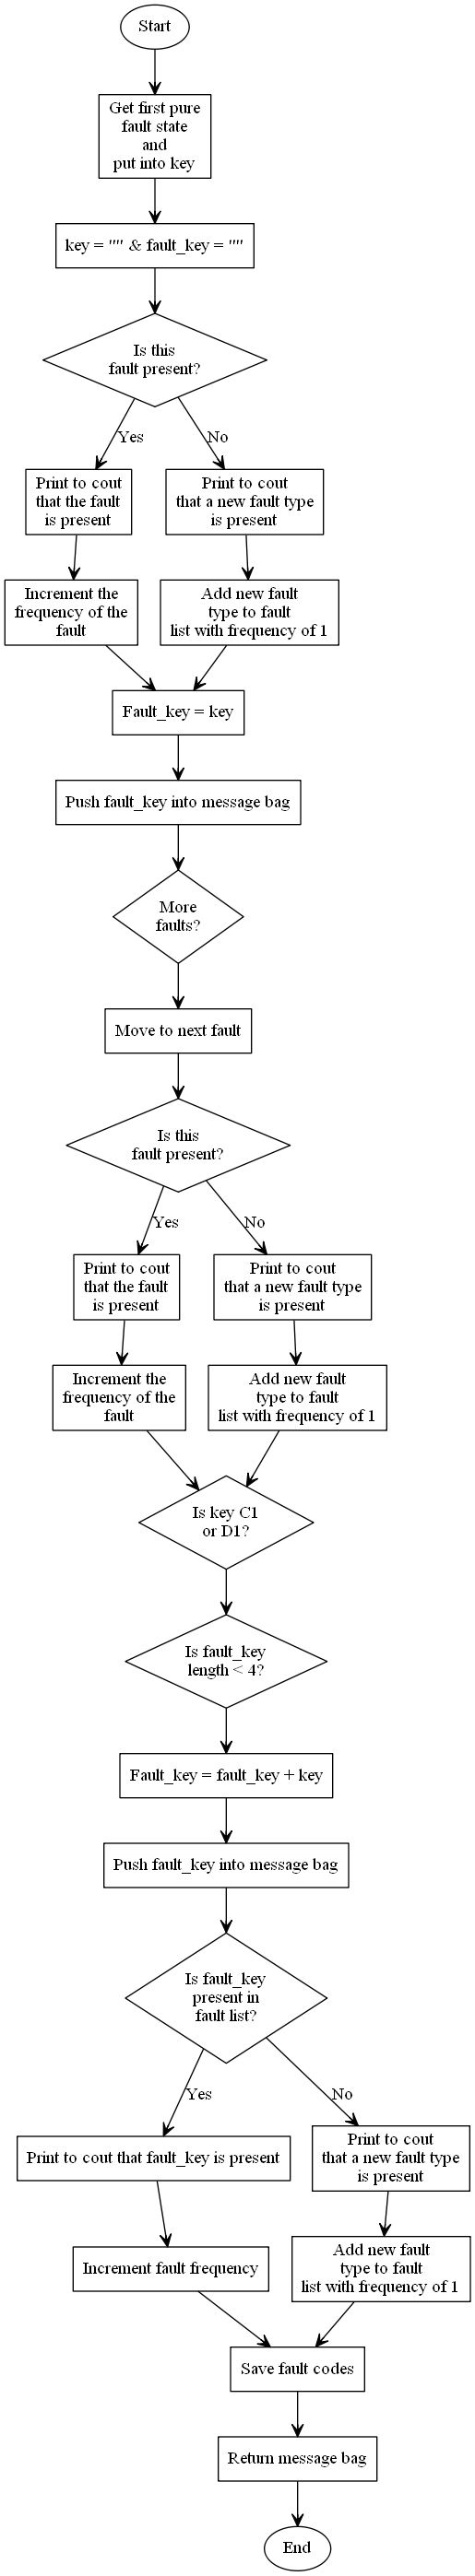 Start
Get first pure
fault state
and
put into key
key = "" & fault_key = ""
Is this
fault present?
Yes
No
Print to cout
that the fault
is present
Print to cout
that a new fault type
is present
Increment the
frequency of the
fault
Add new fault
type to fault
list with frequency of 1
Fault_key = key
Push fault_key into message bag
More
faults?
Move to next fault
Is this
fault present?
Yes
No
Print to cout
that the fault
is present
Print to cout
that a new fault type
is present
Increment the
frequency of the
fault
Add new fault
type to fault
list with frequency of 1
Is key C1
or D1?
Is fault_key
length < 4?
Fault_key = fault_key + key
Push fault_key into message bag
Is fault_key
present in
fault list?
Yes
No
Print to cout that fault_key is present
Print to cout
that a new fault type
is present
Increment fault frequency
Add new fault
type to fault
list with frequency of 1
Save fault codes
Return message bag
End